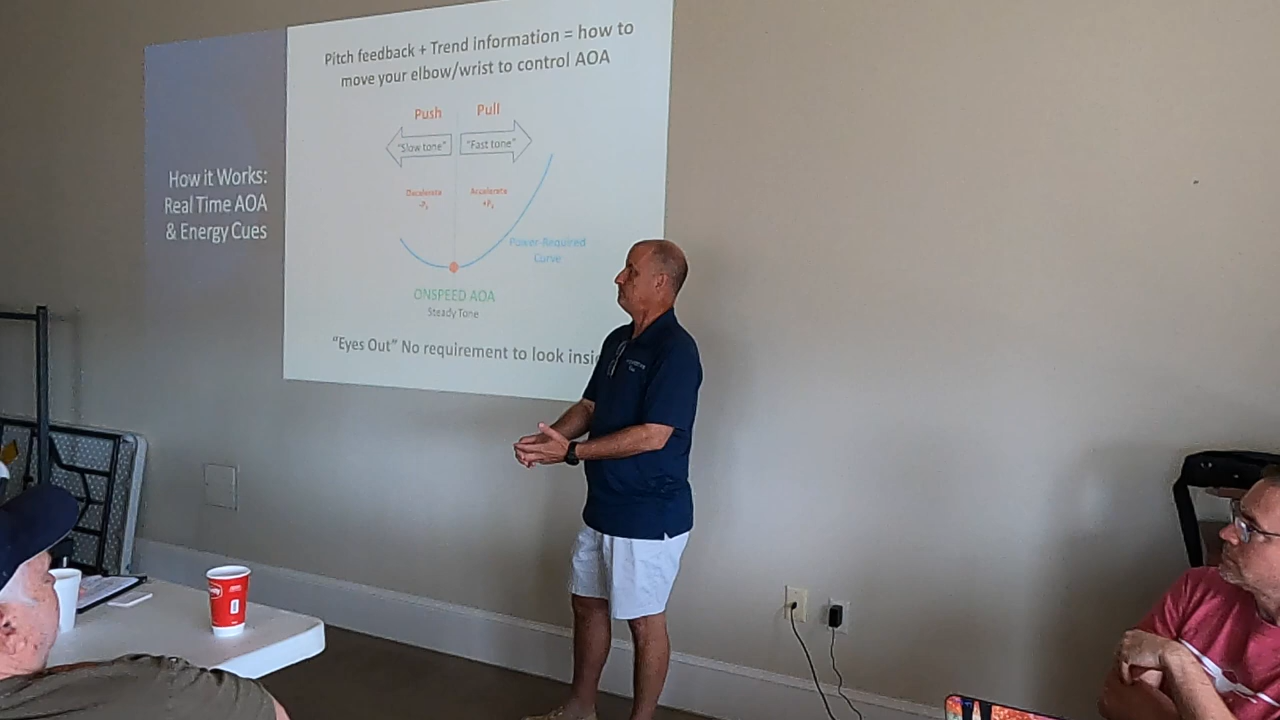 Pitch feedback + Trend information = how to
move your elbow/wrist to control AOA
Push Pull
"Slow tone" "Fast tone"
How it Works:
Real Time AOA
& Energy Cues
Decelerate Accelerate
-Ps +Ps
Power Required
Curve
ONSPEED AOA
Steady Tone
"Eyes Out" No requirement to look